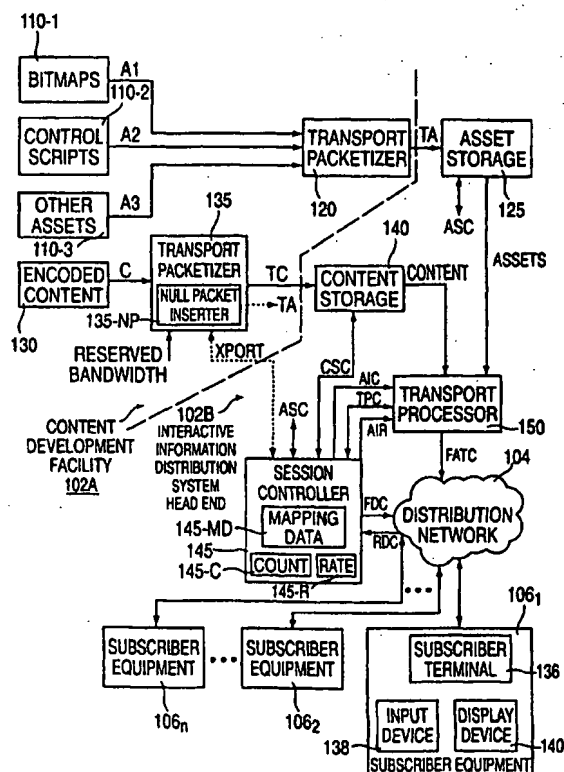 110-1
BITMAPS
A1
110-2
CONTROL
SCRIPTS
A2
TRANSPORT
PACKETIZER
120
TA
ASSET
STORAGE
125
OTHER
ASSETS
A3
110-3
135
140
ASC
ASSETS
ENCODED
CONTENT
130
C
TRANSPORT
PACKETIZER
NULL PACKET
INSERTER
135-NP
TC
TA
CONTENT
STORAGE
CONTENT
RESERVED
BANDWIDTH
XPORT
CSC
AIC
TPC
AIR
TRANSPORT
PROCESSOR
150
CONTENT
DEVELOPMENT
FACILITY
102A
102B
INTERACTIVE
INFORMATION
DISTRIBUTION
SYSTEM
HEAD END
ASC
FATC
104
SESSION
CONTROLLER
MAPPING
DATA
145-MD
145
COUNT
145-C
RATE
145-R
FDC
RDC
DISTRIBUTION
NETWORK
SUBSCRIBER
EQUIPMENT
106n
SUBSCRIBER
EQUIPMENT
1062
1061
SUBSCRIBER
TERMINAL
136
INPUT
DEVICE
138
DISPLAY
DEVICE
140
SUBSCRIBER EQUIPMENT